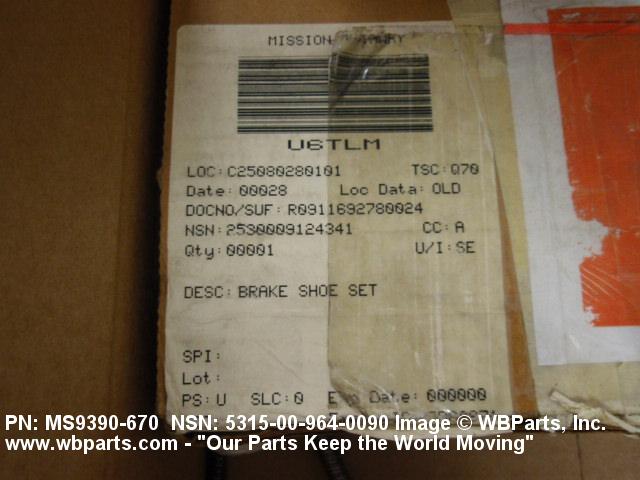 MISSION
U6TLM
LOC: C25080280101 TSC: Q70
Date: 00028 Loc Data: OLD
DOCNO/SUF: R0911692780024
NSN: 2530009124341 CC: A
Qty: 00001 U/I: SE
DESC: BRAKE SHOE SET
SPI:
Lot:
PS: U SLC: 0 Date: 000000
PN: MS9390-670 NSN: 5315-00-964-0090 Image © WBParts, Inc.
www.wbparts.com - "Our Parts Keep the World Moving"